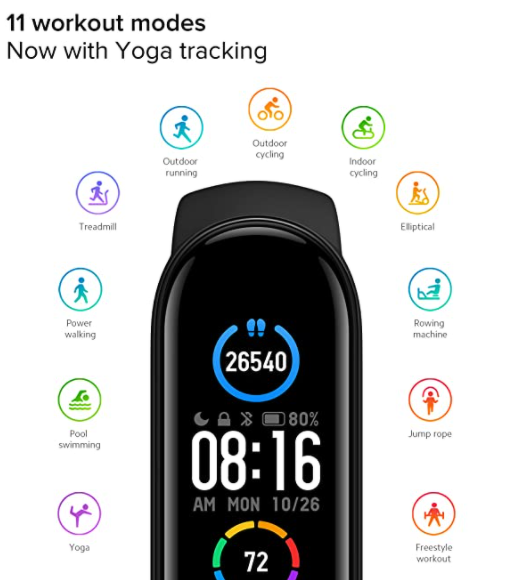 11 workout modes
Now with Yoga tracking
Outdoor
cycling
Outdoor
running
Indoor
cycling
Treadmill
Elliptical
Power
walking
Rowing
machine
Pool
swimming
Jump rope
Yoga
Freestyle
workout
26540
80%
08:16
AM MON 10/26
72